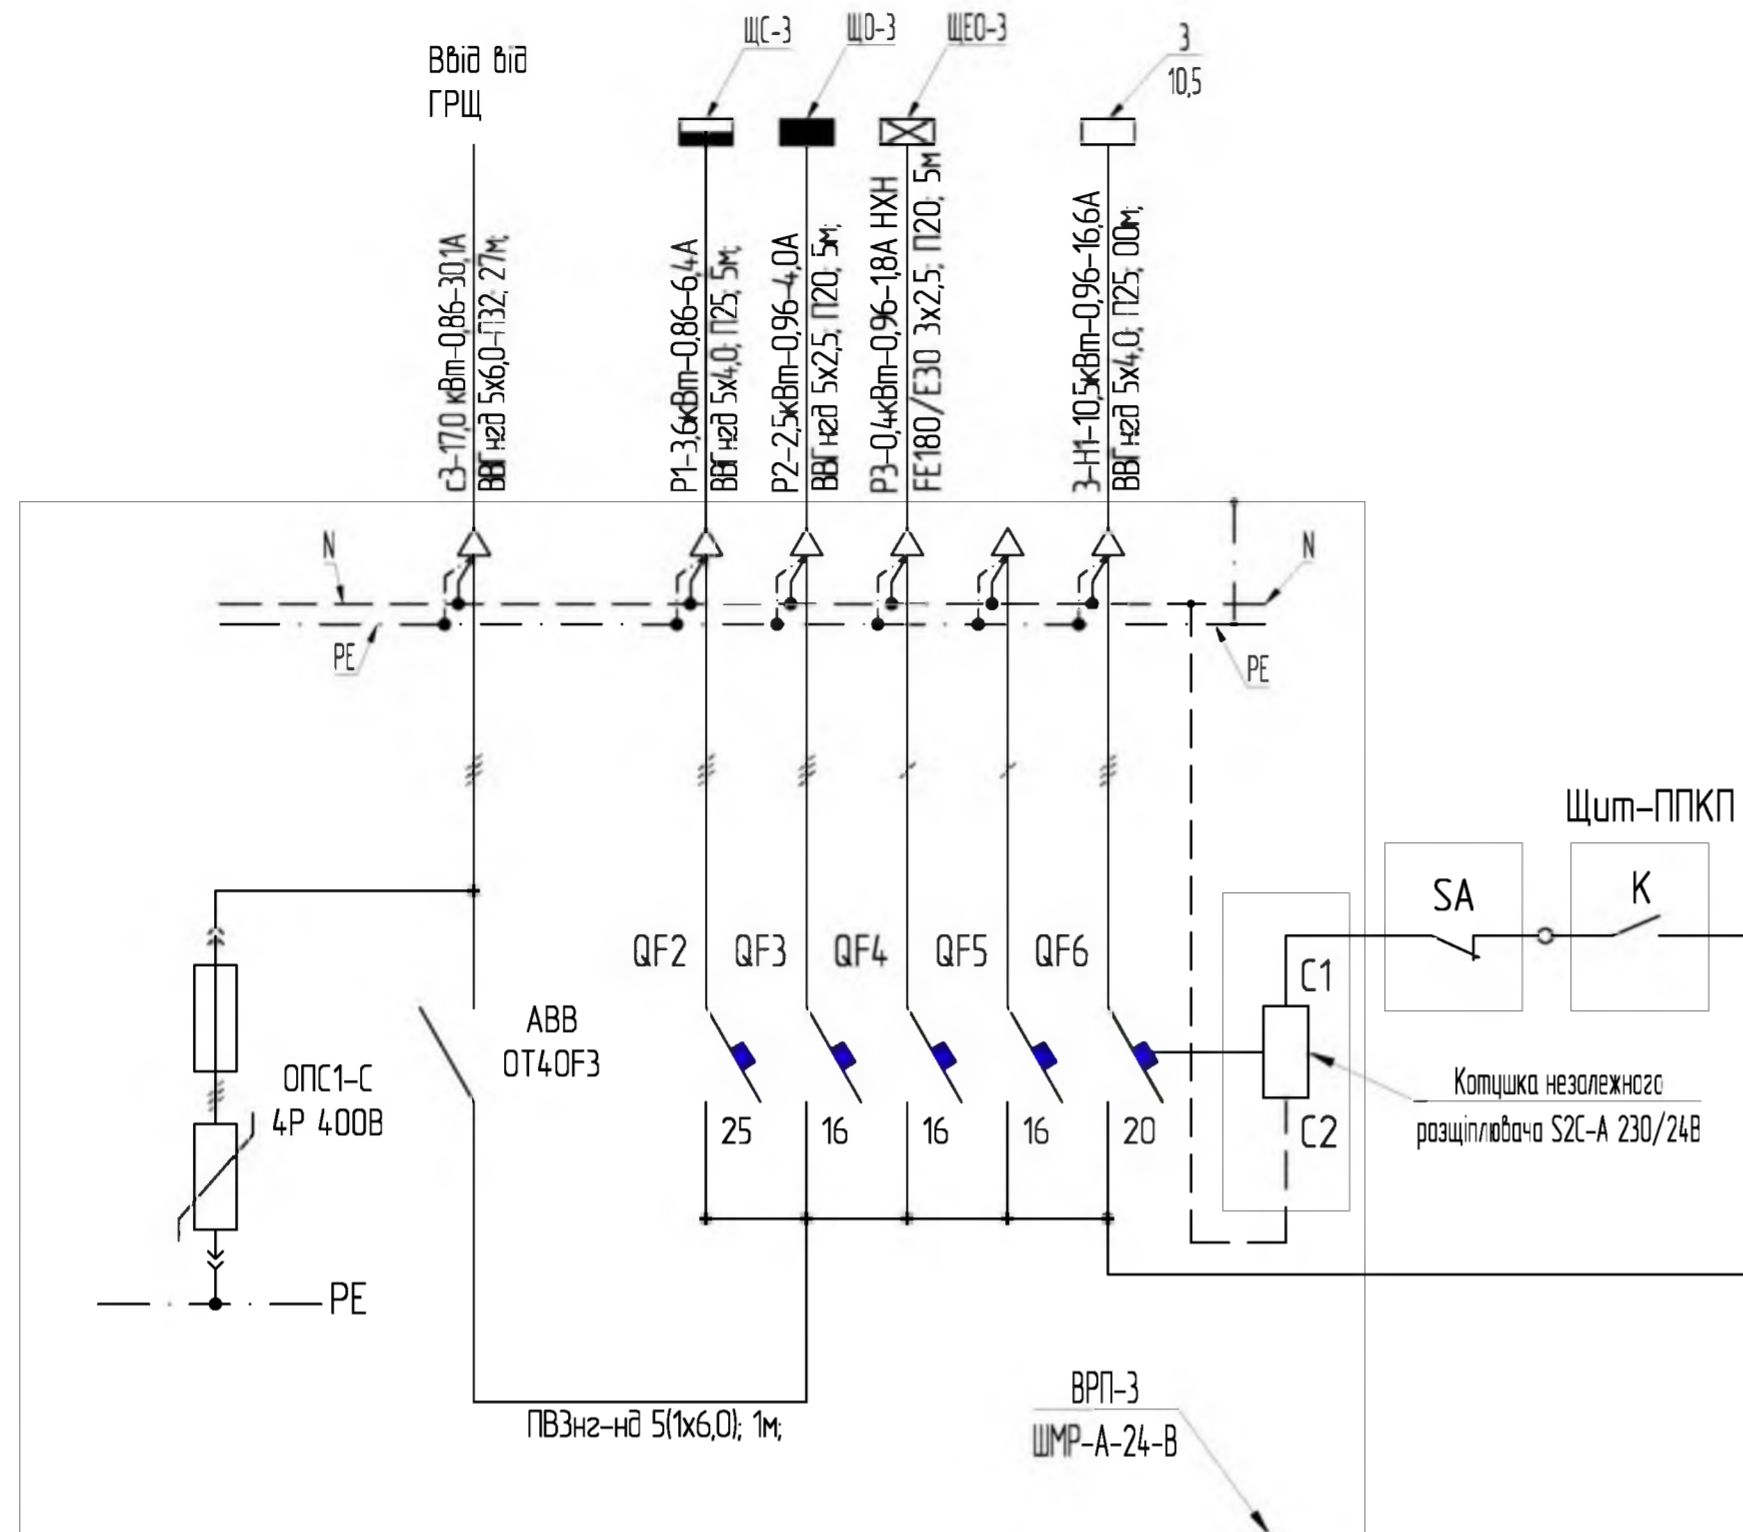 Ввід від
ГРЩ
ЩС-3
ЩО-3
ЩЕО-3
3
10,5
с3-17,0 кВт-0,86-30,1А
ВВГнгд 5х6,0-П32; 27м;
Р1-3,6кВт-0,86-6,4А
ВВГнгд 5х4,0; П25; 5м;
Р2-2,5кВт-0,96-4,0А
ВВГнгд 5х2,5; П20; 5м;
Р3-0,4кВт-0,96-1,8А НХН
FE180/E30 3х2,5; П20; 5м
3-Н1-10,5кВт-0,96-16,6А
ВВГнгд 5х4,0; П25; 00м;
N
N
PE
PE
Щит-ППКП
SA
K
QF2
QF3
QF4
QF5
QF6
C1
ABB
OT40F3
ОПС1-С
4Р 400В
Котушка незалежного
розщіплювача S2C-A 230/24В
25
16
16
16
20
C2
PE
ВРП-3
ШМР-А-24-В
ПВ3нг-нд 5(1х6,0); 1м;